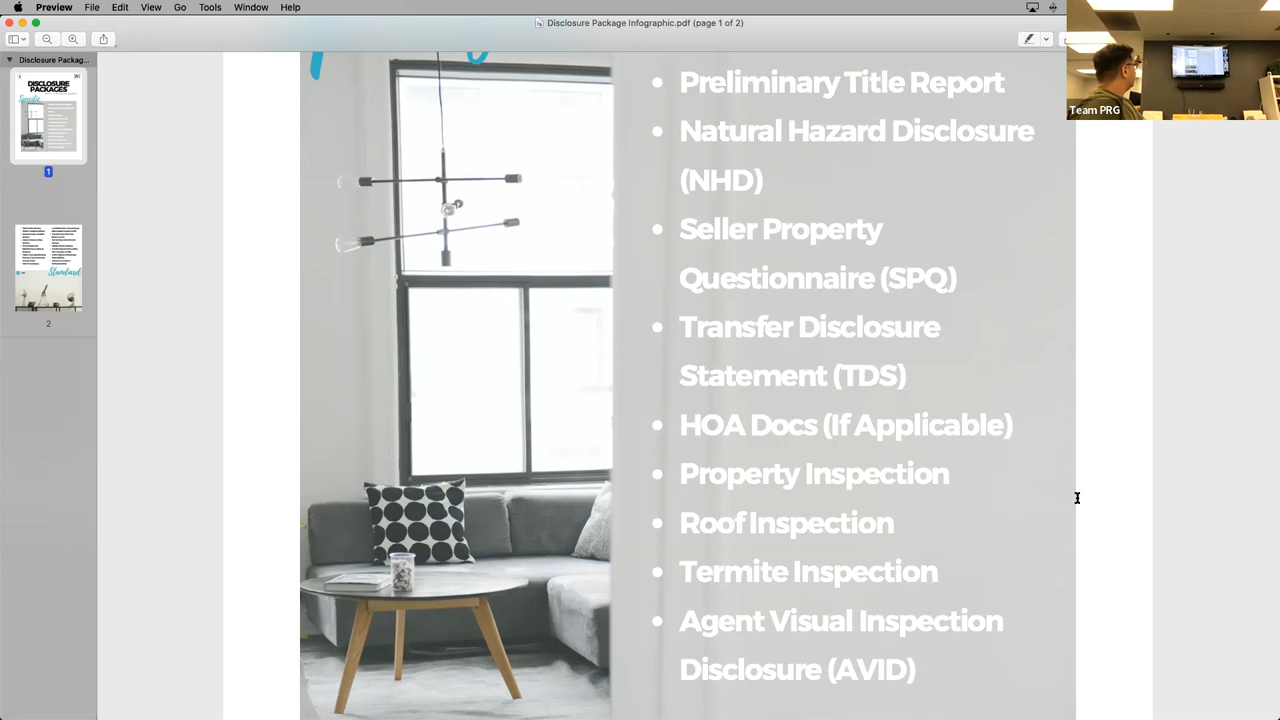 Preview File Edit View Go Tools Window Help
Disclosure Package Infographic.pdf (page 1 of 2)
Disclosure Packag...
DISCLOSURE
PACKAGES
Specific
1
Standard
2
Preliminary Title Report
Natural Hazard Disclosure
(NHD)
Seller Property
Questionnaire (SPQ)
Transfer Disclosure
Statement (TDS)
HOA Docs (If Applicable)
Property Inspection
Roof Inspection
Termite Inspection
Agent Visual Inspection
Disclosure (AVID)
Team PRG